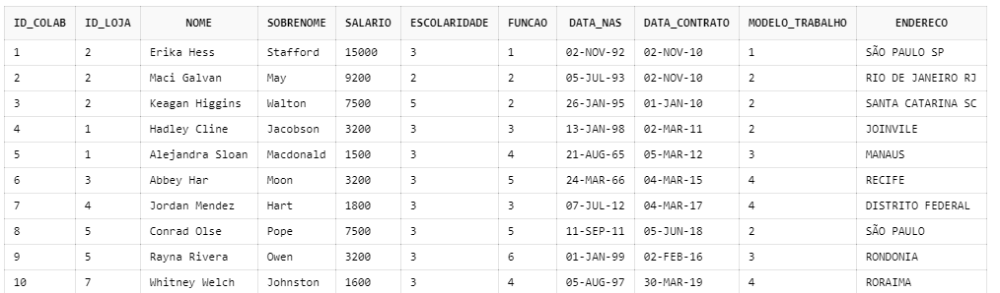 ID_COLAB ID_LOJA NOME SOBRENOME SALARIO ESCOLARIDADE FUNCAO DATA_NAS DATA_CONTRATO MODELO_TRABALHO ENDERECO
1 2 Erika Hess Stafford 15000 3 1 02-NOV-92 02-NOV-10 1 SÃO PAULO SP
2 2 Maci Galvan May 9200 2 2 05-JUL-93 02-NOV-10 2 RIO DE JANEIRO RJ
3 2 Keagan Higgins Walton 7500 5 2 26-JAN-95 01-JAN-10 2 SANTA CATARINA SC
4 1 Hadley Cline Jacobson 3200 3 3 13-JAN-98 02-MAR-11 2 JOINVILE
5 1 Alejandra Sloan Macdonald 1500 3 4 21-AUG-65 05-MAR-12 3 MANAUS
6 3 Abbey Har Moon 3200 3 5 24-MAR-66 04-MAR-15 4 RECIFE
7 4 Jordan Mendez Hart 1800 3 3 07-JUL-12 04-MAR-17 4 DISTRITO FEDERAL
8 5 Conrad Olse Pope 7500 3 5 11-SEP-11 05-JUN-18 2 SÃO PAULO
9 5 Rayna Rivera Owen 3200 3 6 01-JAN-99 02-FEB-16 3 RONDONIA
10 7 Whitney Welch Johnston 1600 3 4 05-AUG-97 30-MAR-19 4 RORAIMA